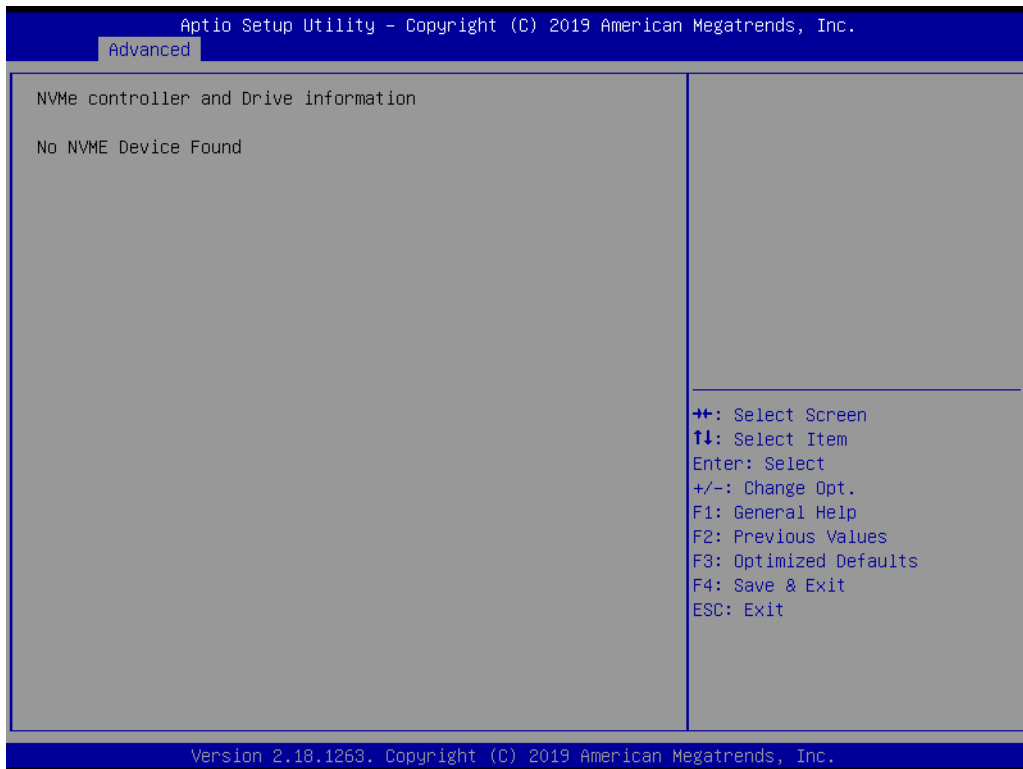 Aptio Setup Utility – Copyright (C) 2019 American Megatrends, Inc.
Advanced
NVMe controller and Drive information
No NVME Device Found
→←: Select Screen
↑↓: Select Item
Enter: Select
+/-: Change Opt.
F1: General Help
F2: Previous Values
F3: Optimized Defaults
F4: Save & Exit
ESC: Exit
Version 2.18.1263. Copyright (C) 2019 American Megatrends, Inc.